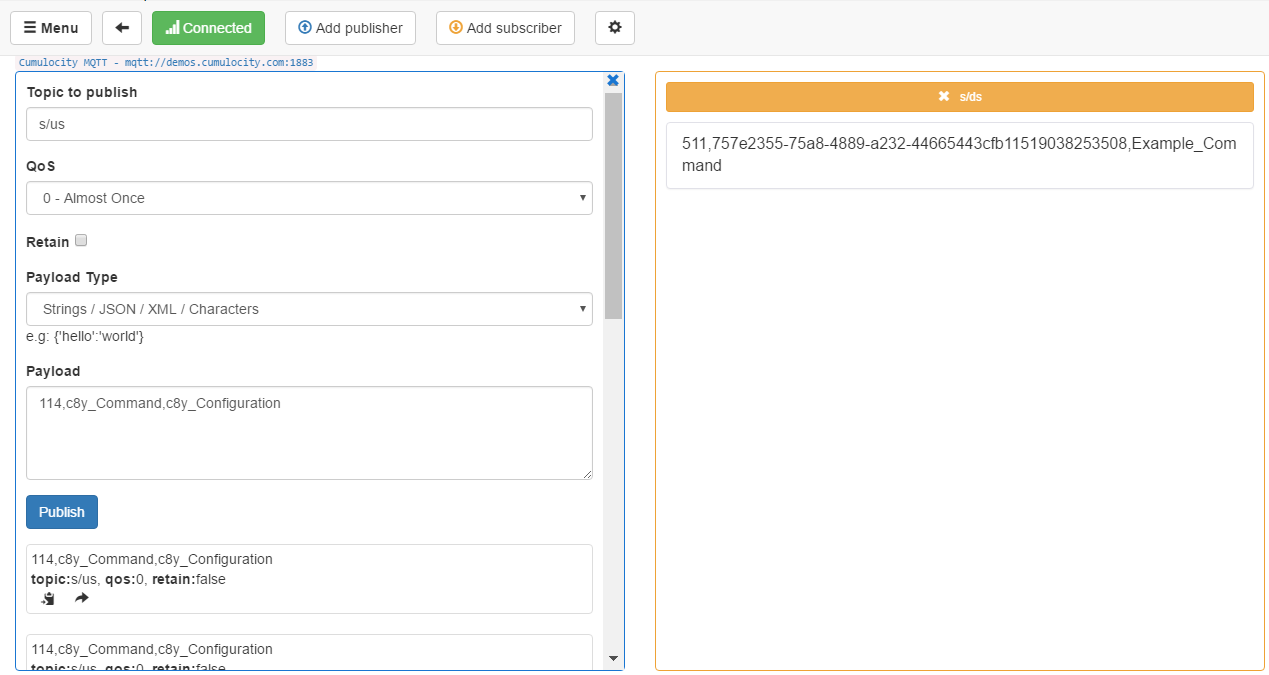 Menu
Connected
Add publisher
Add subscriber
Cumulocity MQTT - mqtt://demos.cumulocity.com:1883
Topic to publish
s/us
QoS
0 - Almost Once
Retain
Payload Type
Strings / JSON / XML / Characters
e.g: {'hello':'world'}
Payload
114,c8y_Command,c8y_Configuration
Publish
114,c8y_Command,c8y_Configuration
topic:s/us, qos:0, retain:false
114,c8y_Command,c8y_Configuration
topic:s/us, qos:0, retain:false
s/ds
511,757e2355-75a8-4889-a232-44665443cfb11519038253508,Example_Com
mand